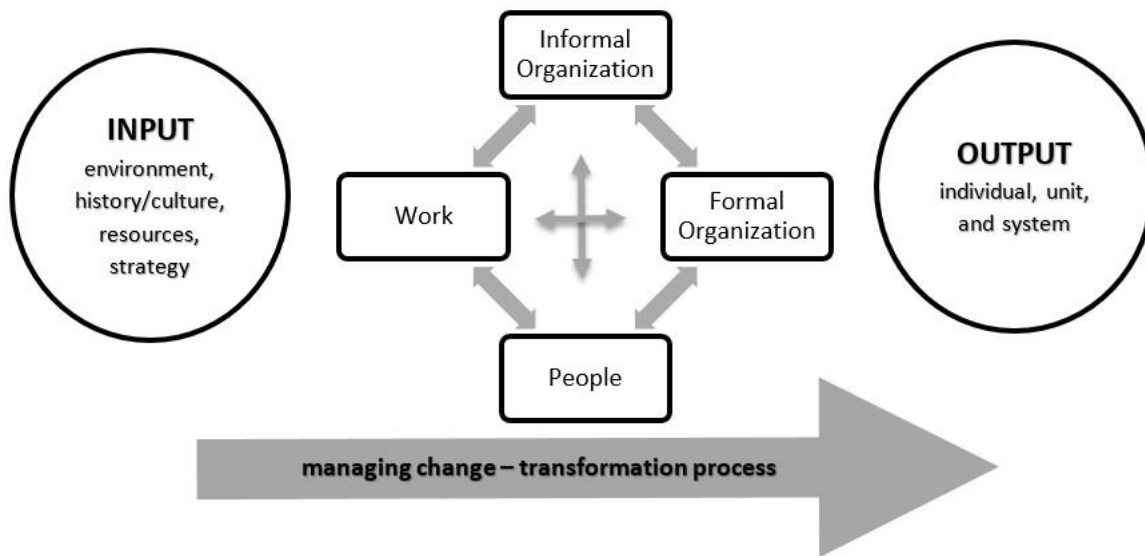 INPUT
environment,
history/culture,
resources,
strategy
Informal
Organization
Work
Formal
Organization
People
OUTPUT
individual, unit,
and system
managing change – transformation process